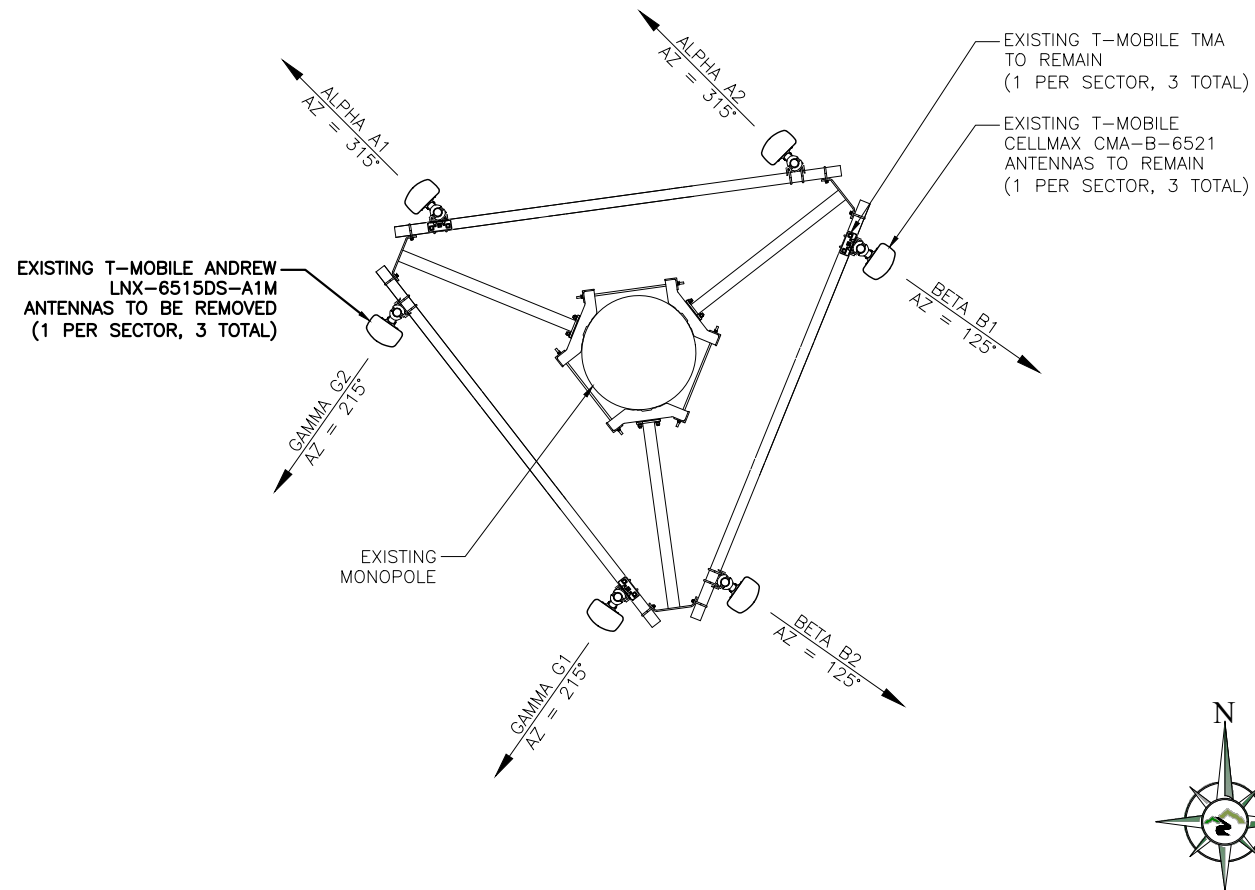 ALPHA A2
AZ = 315°
EXISTING T-MOBILE TMA
TO REMAIN
(1 PER SECTOR, 3 TOTAL)
ALPHA A1
AZ = 315°
EXISTING T-MOBILE
CELLMAX CMA-B-6521
ANTENNAS TO REMAIN
(1 PER SECTOR, 3 TOTAL)
EXISTING T-MOBILE ANDREW
LNX-6515DS-A1M
ANTENNAS TO BE REMOVED
(1 PER SECTOR, 3 TOTAL)
BETA B1
AZ = 125°
GAMMA G2
AZ = 215°
EXISTING
MONOPOLE
BETA B2
AZ = 125°
GAMMA G1
AZ = 215°
N